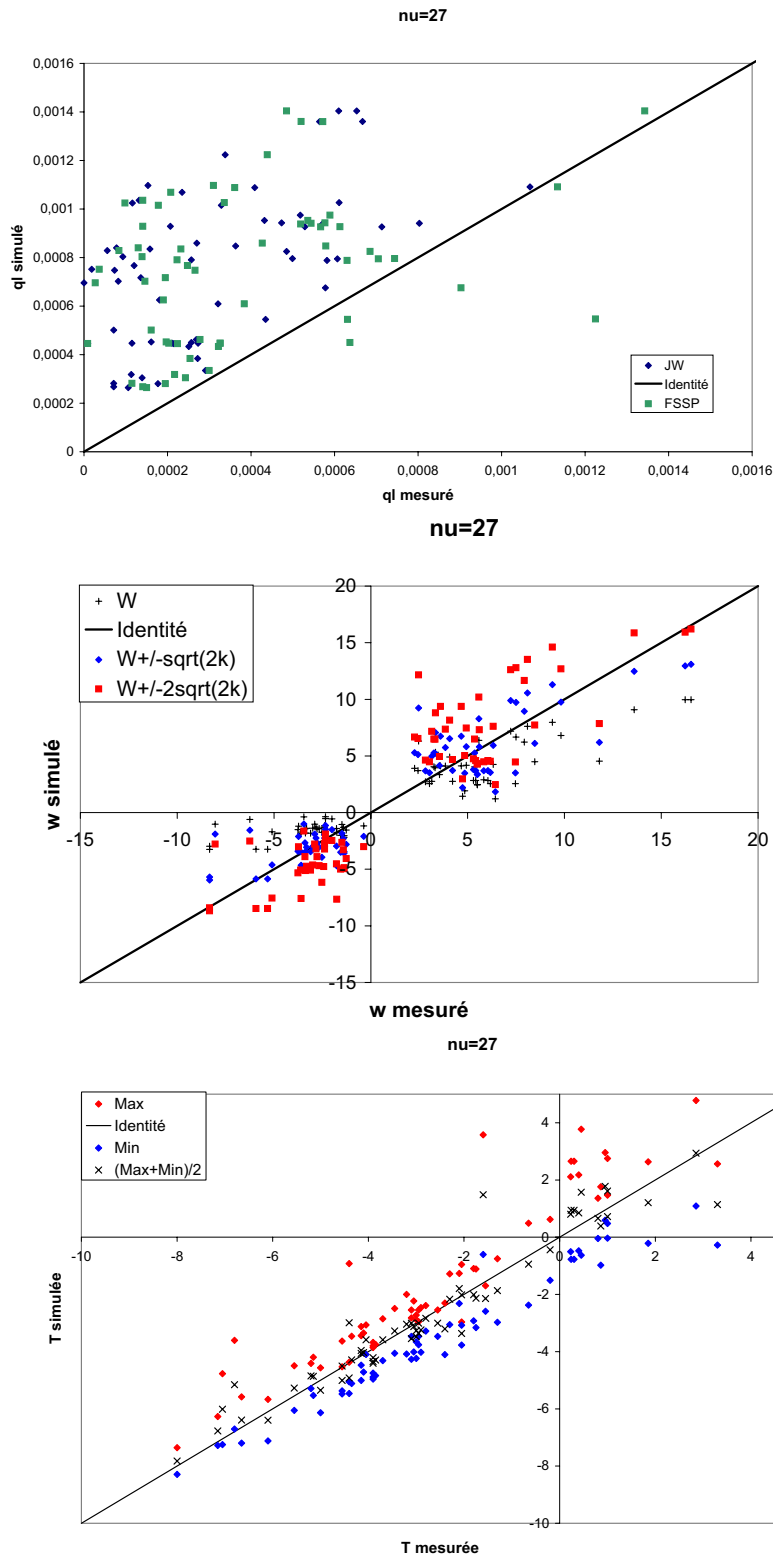 nu=27
0,0016
0,0014
0,0012
0,001
0,0008
0,0006
0,0004
0,0002
0
ql simulé
JW
Identité
FSSP
0 0,0002 0,0004 0,0006 0,0008 0,001 0,0012 0,0014 0,0016
ql mesuré
nu=27
W
Identité
W+/-sqrt(2k)
W+/-2sqrt(2k)
20
15
10
5
0
-5
-10
-15
w simulé
-15 -10 -5 0 5 10 15 20
w mesuré
nu=27
Max
Identité
Min
(Max+Min)/2
4
2
0
-2
-4
-6
-8
-10
T simulée
-10 -8 -6 -4 -2 0 2 4
T mesurée